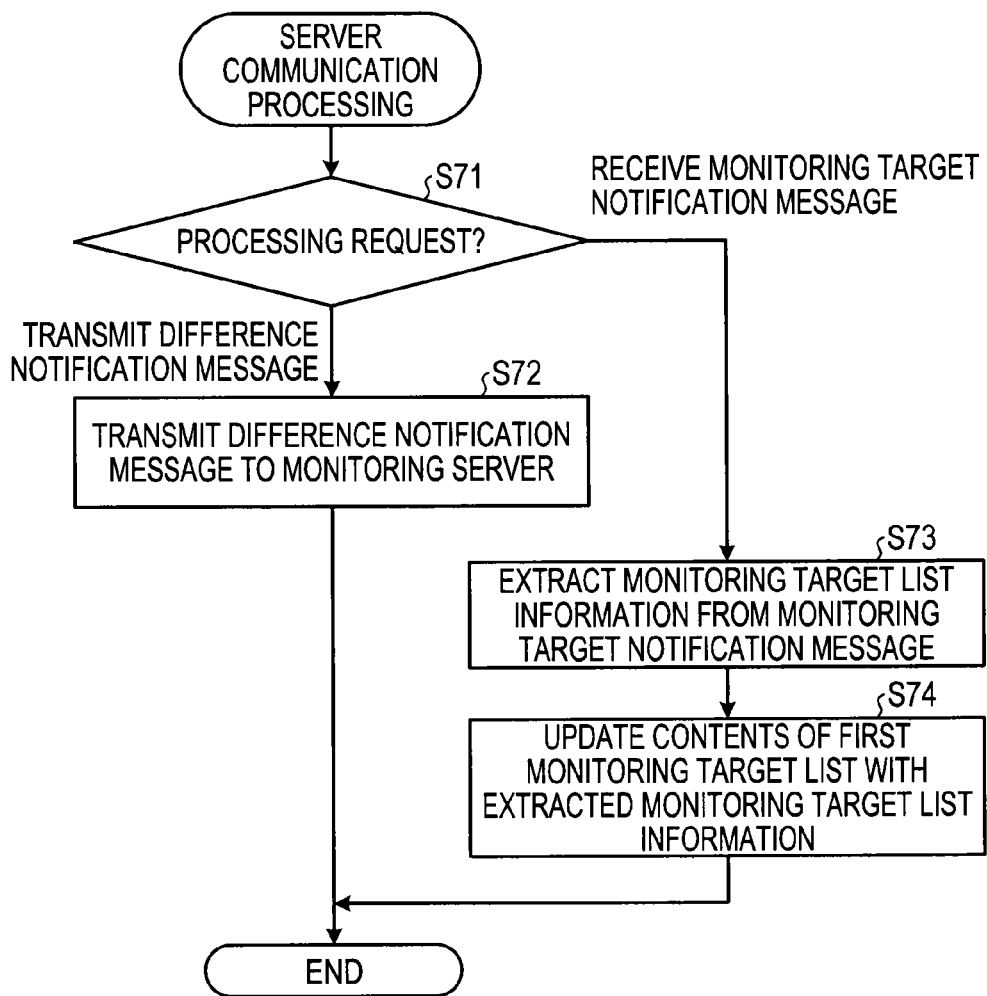 SERVER
COMMUNICATION
PROCESSING
S71
PROCESSING REQUEST?
RECEIVE MONITORING TARGET
NOTIFICATION MESSAGE
TRANSMIT DIFFERENCE
NOTIFICATION MESSAGE
S72
TRANSMIT DIFFERENCE NOTIFICATION
MESSAGE TO MONITORING SERVER
S73
EXTRACT MONITORING TARGET LIST
INFORMATION FROM MONITORING
TARGET NOTIFICATION MESSAGE
S74
UPDATE CONTENTS OF FIRST
MONITORING TARGET LIST WITH
EXTRACTED MONITORING TARGET LIST
INFORMATION
END